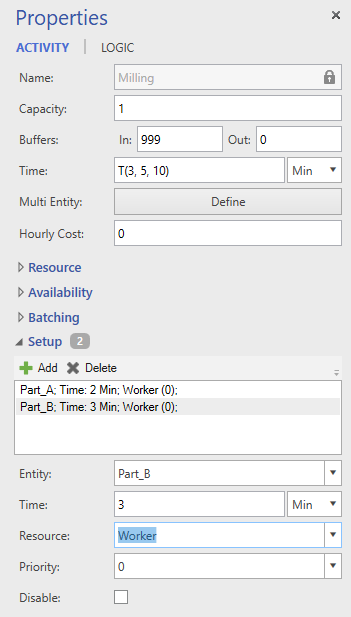 Properties
ACTIVITY | LOGIC
Name: Milling
Capacity: 1
Buffers: In: 999 Out: 0
Time: T(3, 5, 10) Min
Multi Entity: Define
Hourly Cost: 0
Resource
Availability
Batching
Setup 2
Add Delete
Part_A; Time: 2 Min; Worker (0);
Part_B; Time: 3 Min; Worker (0);
Entity: Part_B
Time: 3 Min
Resource: Worker
Priority: 0
Disable: